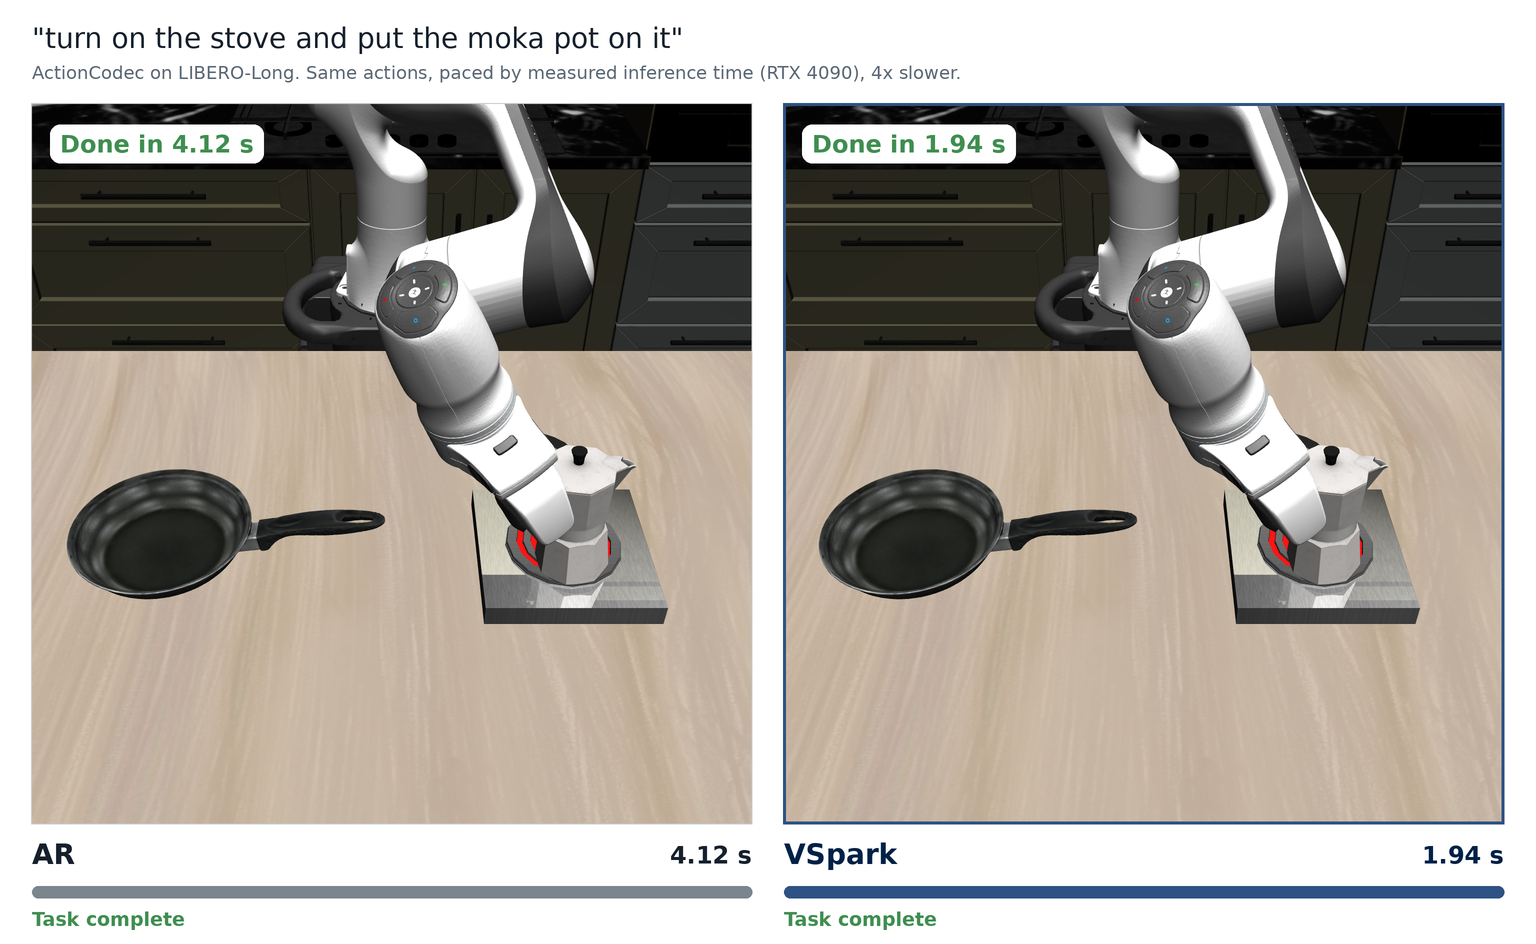 "turn on the stove and put the moka pot on it"
ActionCodec on LIBERO-Long. Same actions, paced by measured inference time (RTX 4090), 4x slower.
Done in 4.12 s
Done in 1.94 s
AR
4.12 s
VSpark
1.94 s
Task complete
Task complete